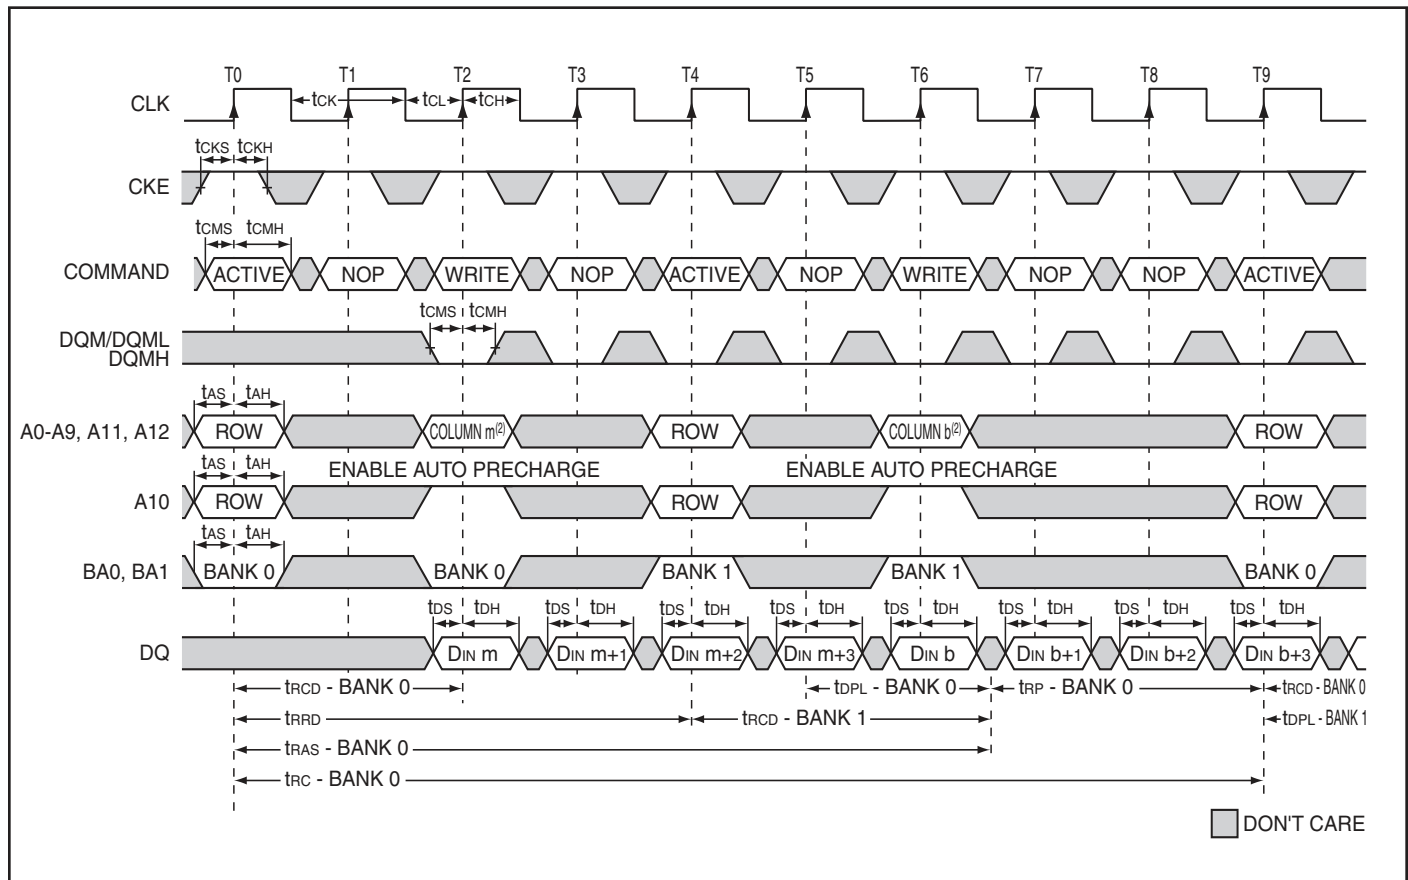 T0 T1 T2 T3 T4 T5 T6 T7 T8 T9
CLK tCK tCL tCH
tCKS tCKH
CKE
tCMS tCMH
COMMAND ACTIVE NOP WRITE NOP ACTIVE NOP WRITE NOP NOP ACTIVE
tCMS tCMH
DQM/DQML
DQMH
tAS tAH
A0-A9, A11, A12 ROW COLUMN m(2) ROW COLUMN b(2) ROW
tAS tAH ENABLE AUTO PRECHARGE ENABLE AUTO PRECHARGE
A10 ROW ROW ROW
tAS tAH
BA0, BA1 BANK 0 BANK 0 BANK 1 BANK 1 BANK 0
tDS tDH tDS tDH tDS tDH tDS tDH tDS tDH tDS tDH tDS tDH tDS tDH
DQ DIN m DIN m+1 DIN m+2 DIN m+3 DIN b DIN b+1 DIN b+2 DIN b+3
tRCD - BANK 0 tDPL - BANK 0 tRP - BANK 0 tRCD - BANK 0
tRRD tRCD - BANK 1 tDPL - BANK 1
tRAS - BANK 0
tRC - BANK 0
DON'T CARE